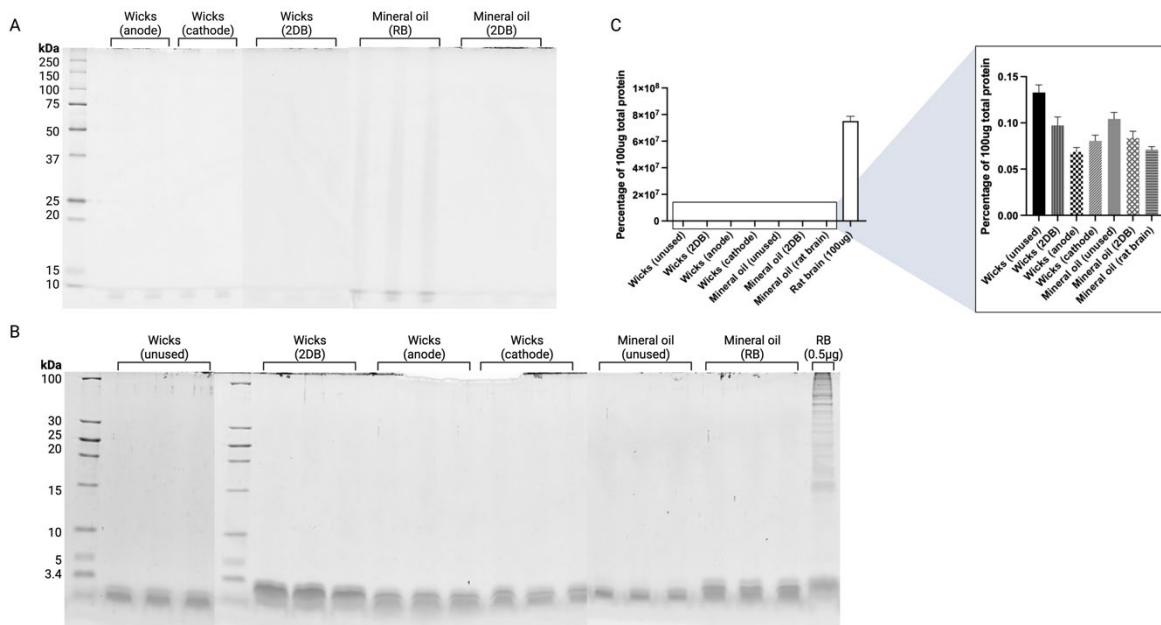 A
Wicks (anode)
Wicks (cathode)
Wicks (2DB)
Mineral oil (RB)
Mineral oil (2DB)
kDa
250
150
100
75
50
37
25
20
15
10
B
Wicks (unused)
Wicks (2DB)
Wicks (anode)
Wicks (cathode)
Mineral oil (unused)
Mineral oil (RB)
RB (0.5µg)
kDa
100
30
25
20
15
10
5
3.4
C
Percentage of 100ug total protein
1×10⁸
8×10⁷
6×10⁷
4×10⁷
2×10⁷
0
Wicks (unused)
Wicks (2DB)
Wicks (anode)
Wicks (cathode)
Mineral oil (unused)
Mineral oil (2DB)
Mineral oil (rat brain)
Rat brain (100ug)
Percentage of 100ug total protein
0.15
0.10
0.05
0.00
Wicks (unused)
Wicks (2DB)
Wicks (anode)
Wicks (cathode)
Mineral oil (unused)
Mineral oil (2DB)
Mineral oil (rat brain)